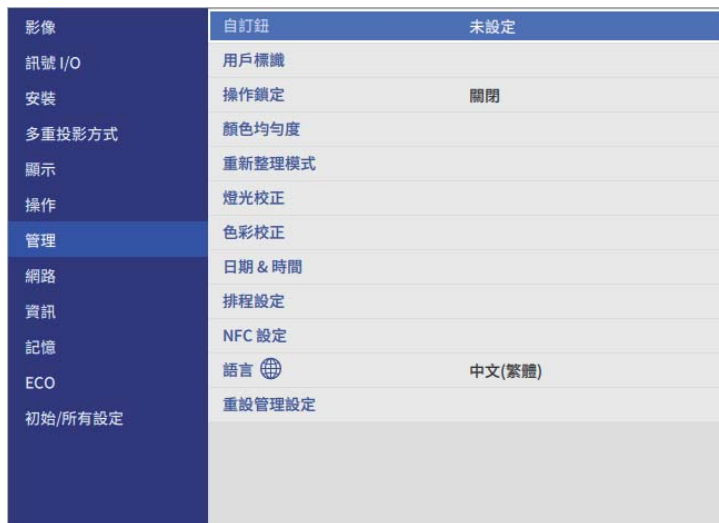 影像
訊號 I/O
安裝
多重投影方式
顯示
操作
管理
網路
資訊
記憶
ECO
初始/所有設定
自訂鈕 未設定
用戶標識
操作鎖定 關閉
顏色均勻度
重新整理模式
燈光校正
色彩校正
日期 & 時間
排程設定
NFC 設定
語言 中文(繁體)
重設管理設定